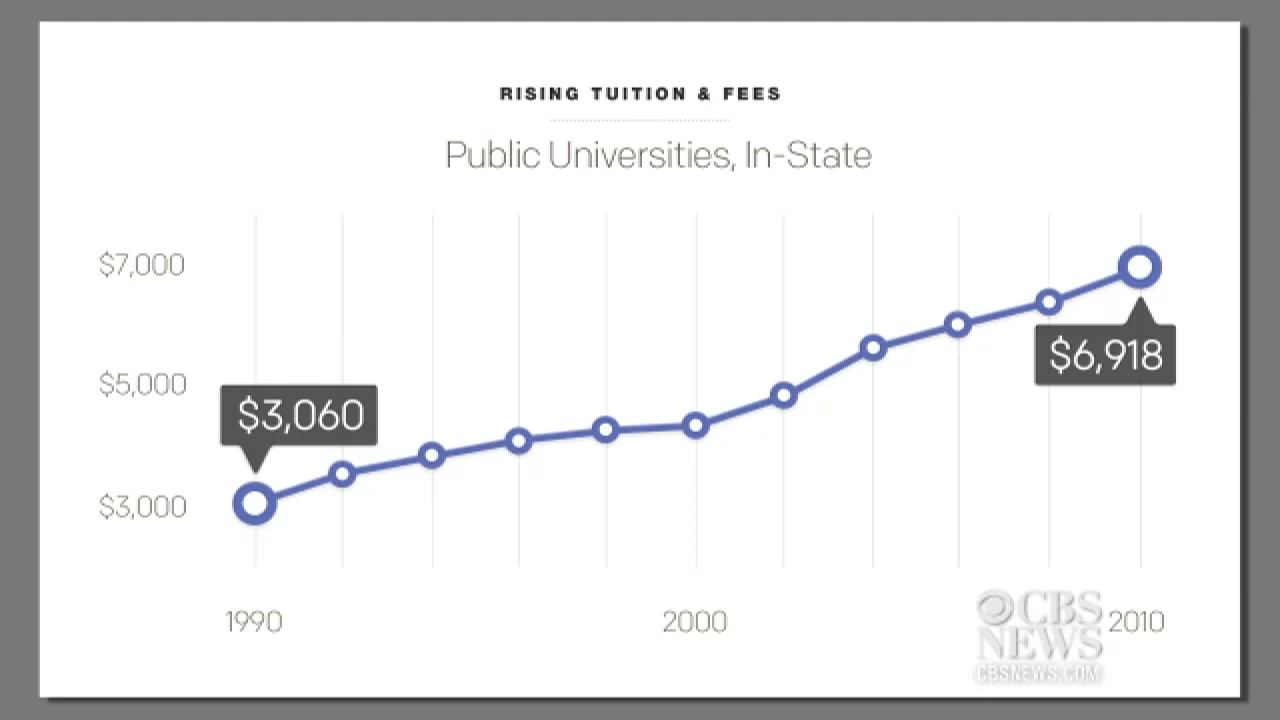 RISING TUITION & FEES
Public Universities, In-State
$7,000
$5,000
$3,000
$3,060
$6,918
1990
2000
2010
CBS
NEWS
CBSNEWS.COM